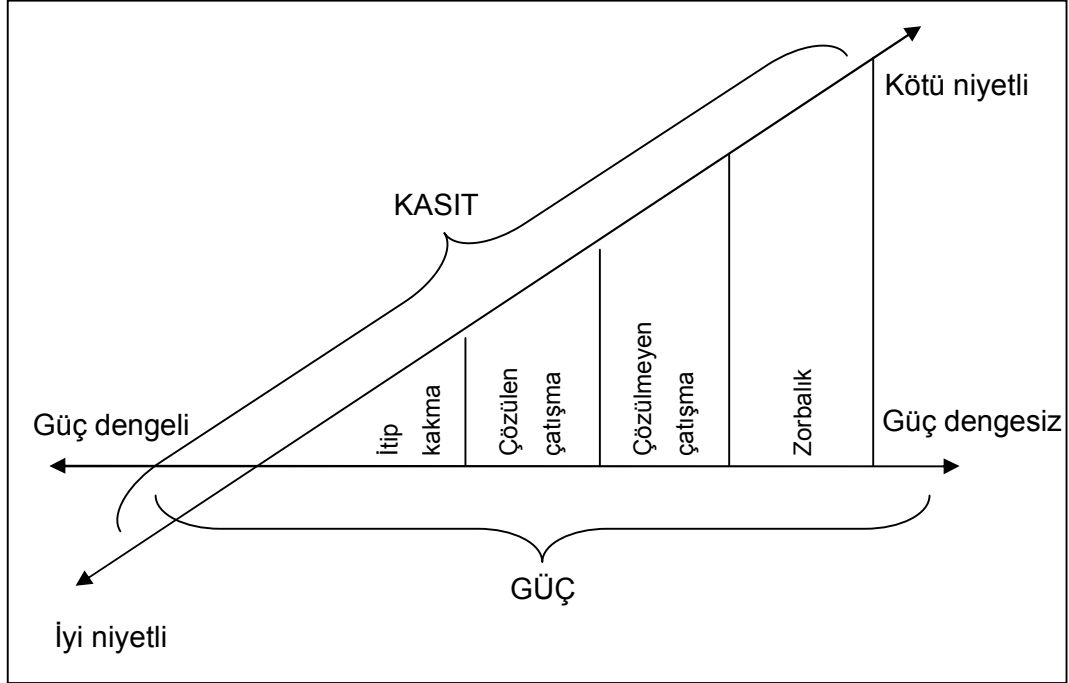 Kötü niyetli
KASIT
İtip
kakma
Çözülen
çatışma
Çözülmeyen
çatışma
Zorbalık
Güç dengeli
Güç dengesiz
GÜÇ
İyi niyetli